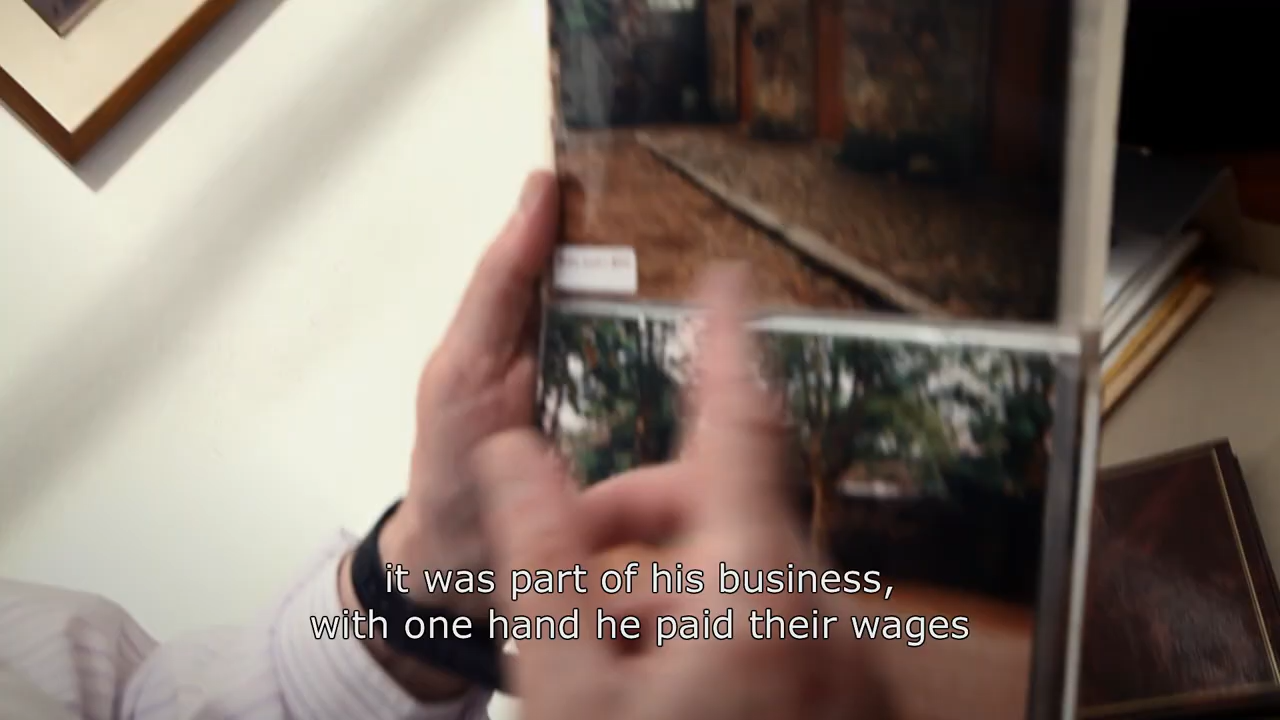 it was part of his business,
with one hand he paid their wages